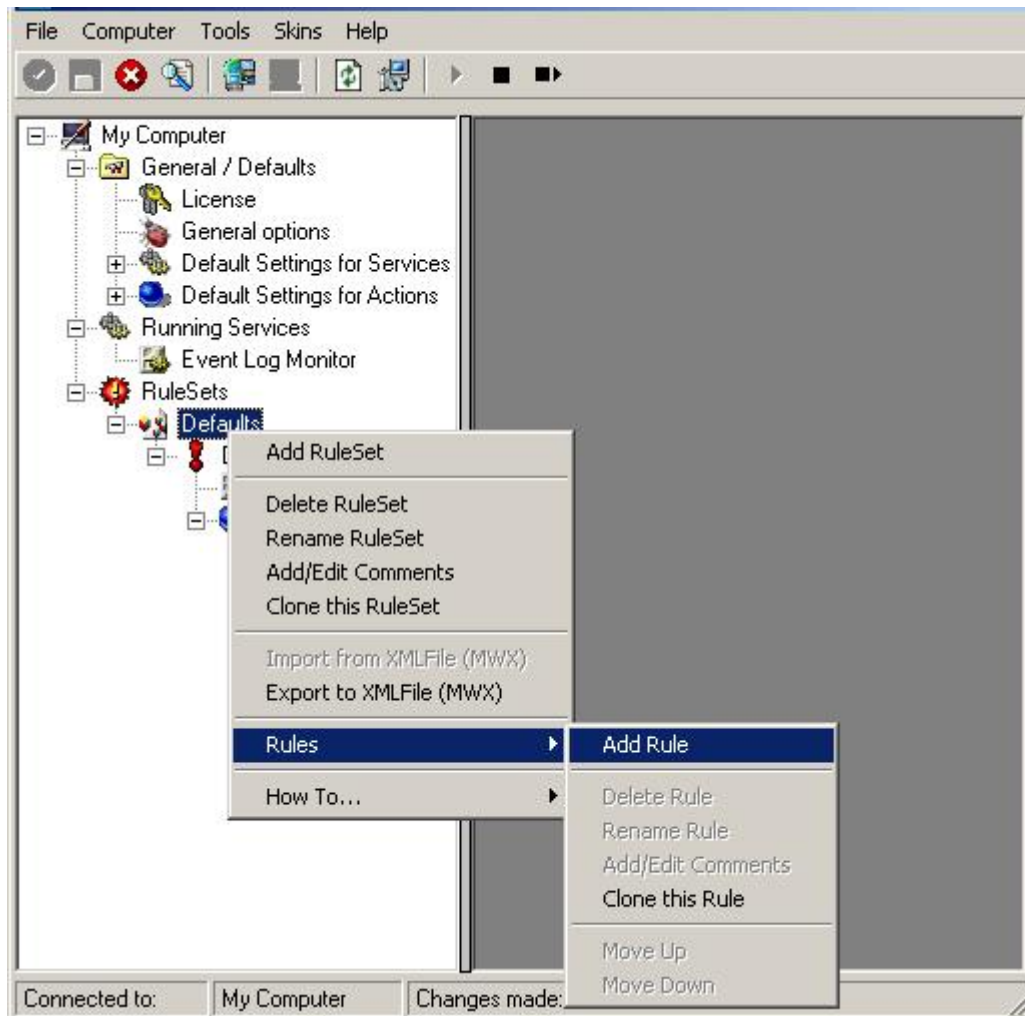 File Computer Tools Skins Help
My Computer
General / Defaults
License
General options
Default Settings for Services
Default Settings for Actions
Running Services
Event Log Monitor
RuleSets
Defaults
Add RuleSet
Delete RuleSet
Rename RuleSet
Add/Edit Comments
Clone this RuleSet
Import from XMLFile (MWX)
Export to XMLFile (MWX)
Rules
How To...
Add Rule
Delete Rule
Rename Rule
Add/Edit Comments
Clone this Rule
Move Up
Move Down
Connected to: My Computer Changes made: